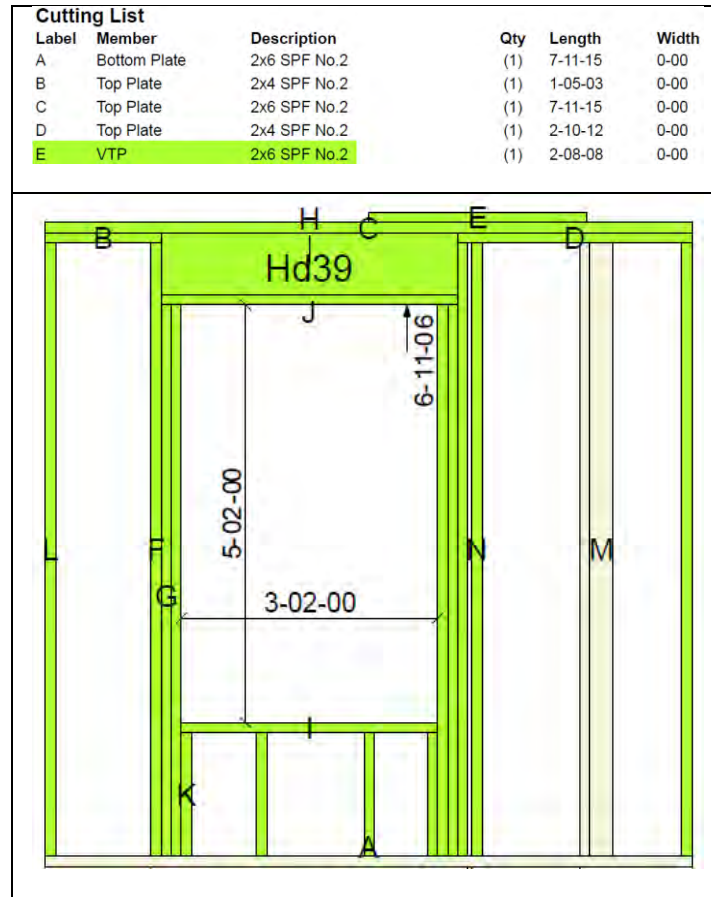 Cutting List
Label Member Description Qty Length Width
A Bottom Plate 2x6 SPF No.2 (1) 7-11-15 0-00
B Top Plate 2x4 SPF No.2 (1) 1-05-03 0-00
C Top Plate 2x6 SPF No.2 (1) 7-11-15 0-00
D Top Plate 2x4 SPF No.2 (1) 2-10-12 0-00
E VTP 2x6 SPF No.2 (1) 2-08-08 0-00
H C E
B D
Hd39
J
6-11-06
5-02-00
L F N M
G
3-02-00
I
K
A